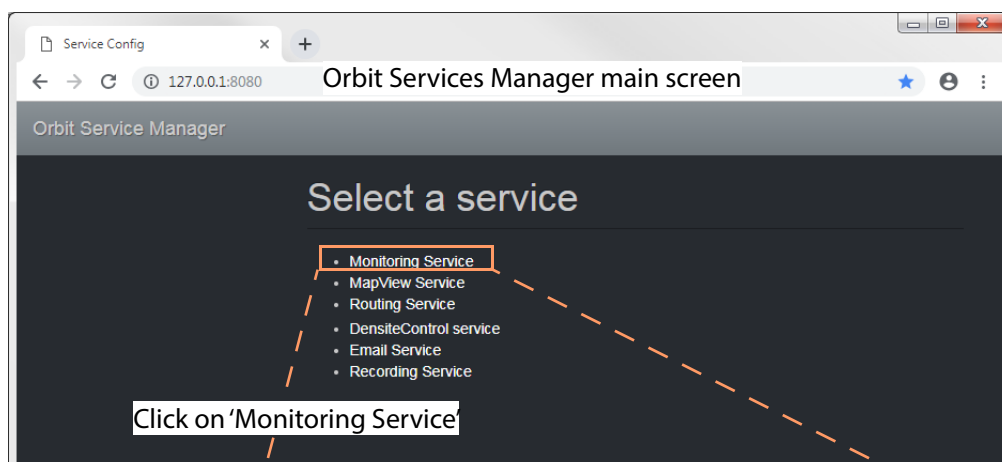 Service Config
127.0.0.1:8080
Orbit Services Manager main screen
Orbit Service Manager
Select a service
• Monitoring Service
• MapView Service
• Routing Service
• DensiteControl service
• Email Service
• Recording Service
Click on ‘Monitoring Service’